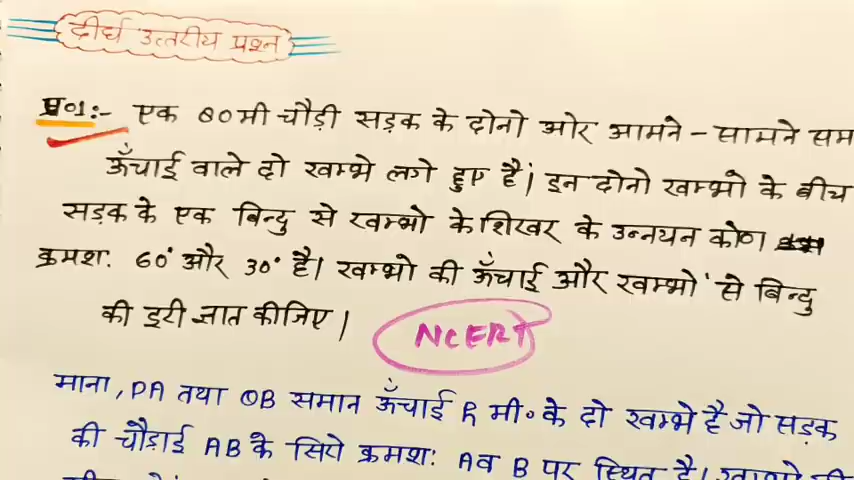 दीर्घ उत्तरीय प्रश्न
प्र01:- एक 80मी चौड़ी सड़क के दोनो ओर आमने-सामने सम
ऊँचाई वाले दो खम्भे लगे हुए है| इन दोनो खम्भो के बीच
सड़क के एक बिन्दु से खम्भो के शिखर के उन्नयन कोण
क्रमश: 60° और 30° है| खम्भो की ऊँचाई और खम्भों से बिन्दु
की दूरी ज्ञात कीजिए|
NCERT
माना, PA तथा QB समान ऊँचाई h मी० के दो खम्भे है जो सड़क
की चौड़ाई AB के सिरो क्रमश: A व B पर स्थित है|